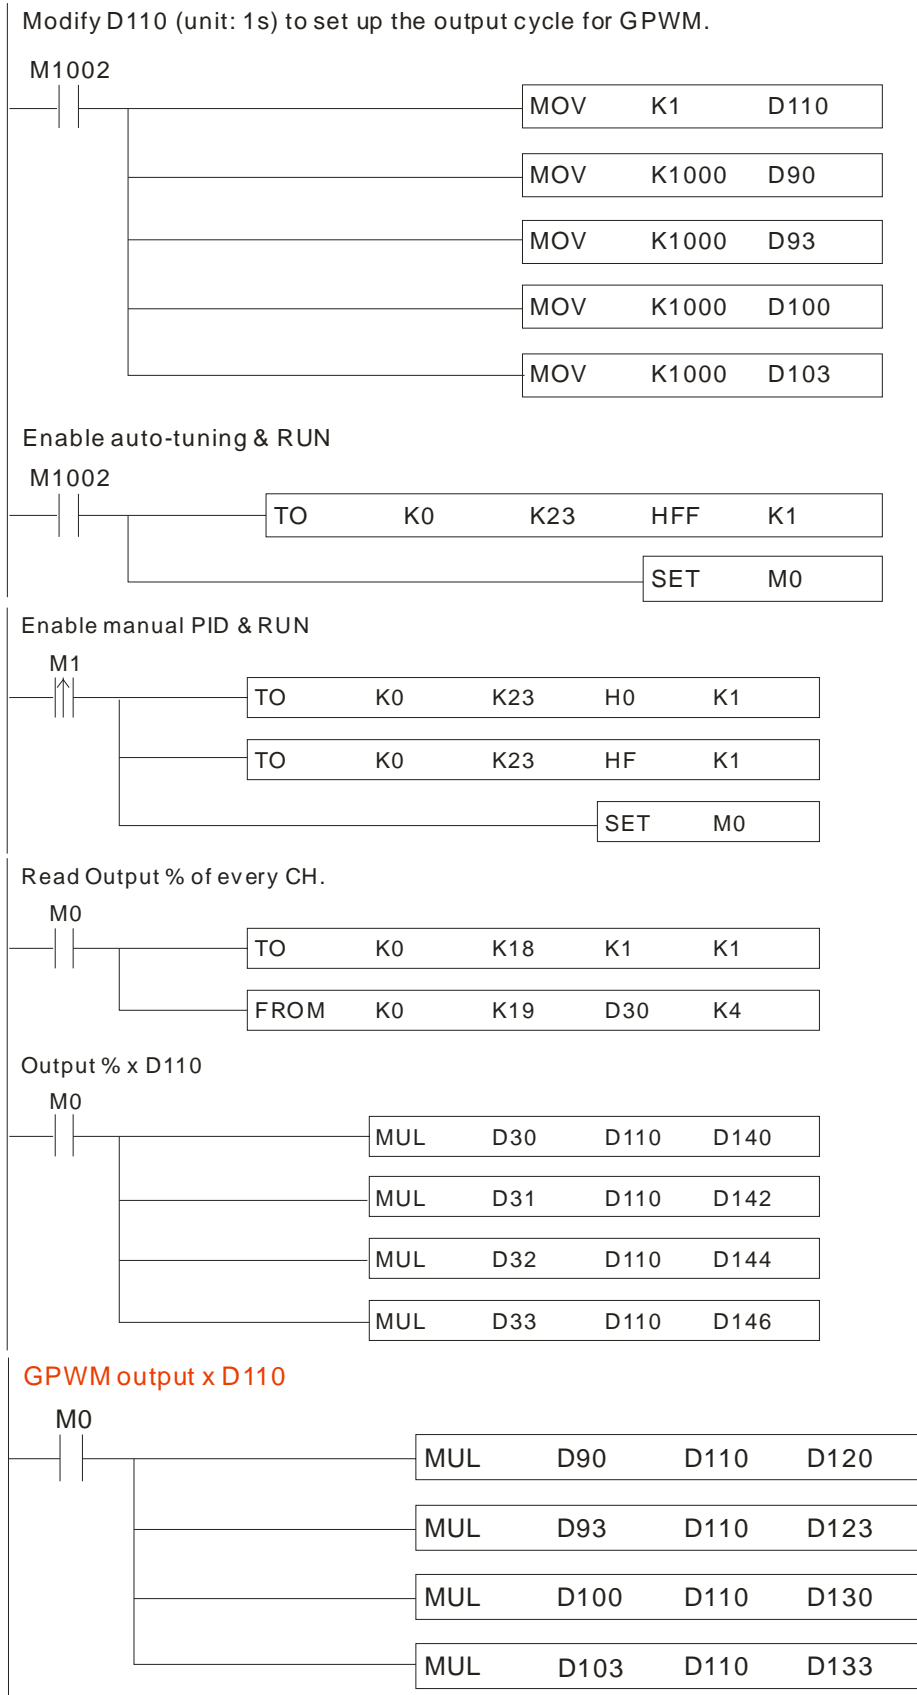 Modify D110 (unit: 1s) to set up the output cycle for GPWM.
M1002
MOV K1 D110
MOV K1000 D90
MOV K1000 D93
MOV K1000 D100
MOV K1000 D103
Enable auto-tuning & RUN
M1002
TO K0 K23 HFF K1
SET M0
Enable manual PID & RUN
M1
TO K0 K23 H0 K1
TO K0 K23 HF K1
SET M0
Read Output % of every CH.
M0
TO K0 K18 K1 K1
FROM K0 K19 D30 K4
Output % x D110
M0
MUL D30 D110 D140
MUL D31 D110 D142
MUL D32 D110 D144
MUL D33 D110 D146
GPWM output x D110
M0
MUL D90 D110 D120
MUL D93 D110 D123
MUL D100 D110 D130
MUL D103 D110 D133